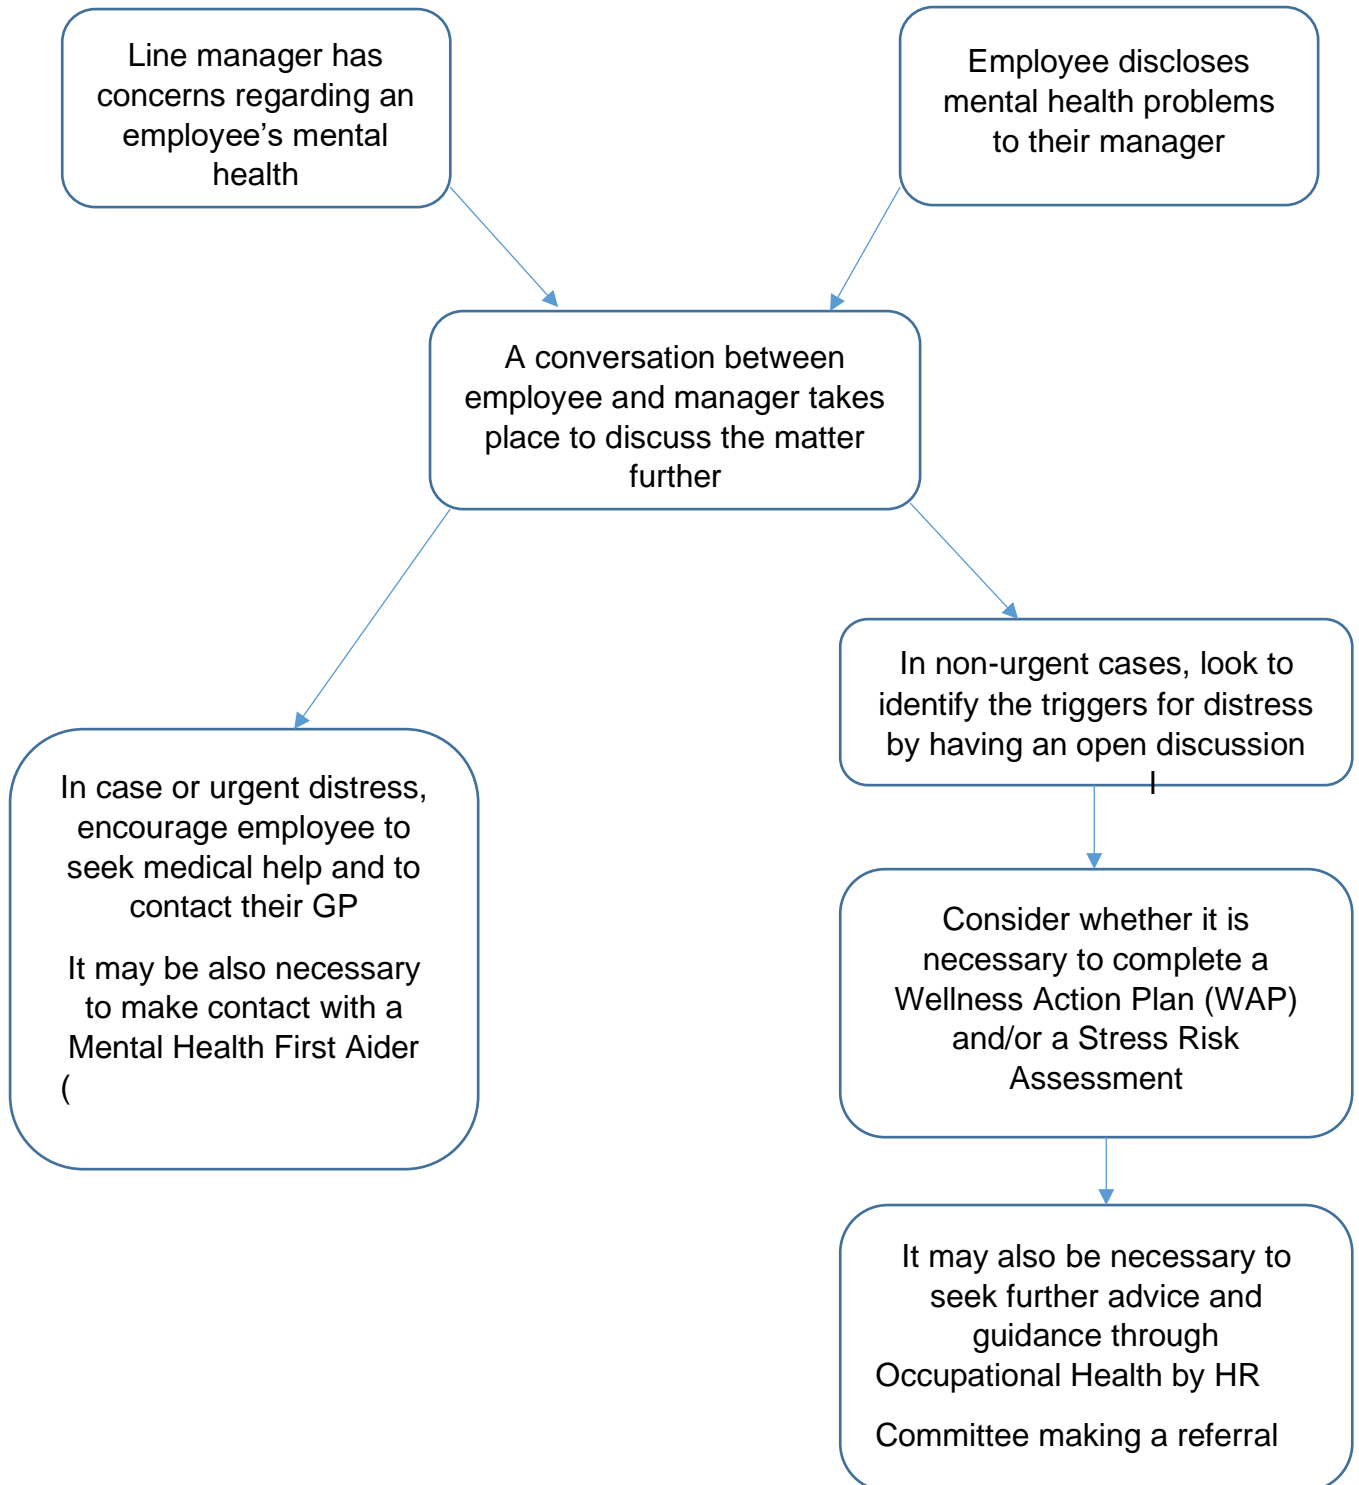 Line manager has
concerns regarding an
employee’s mental
health
Employee discloses
mental health problems
to their manager
A conversation between
employee and manager takes
place to discuss the matter
further
In non-urgent cases, look to
identify the triggers for distress
by having an open discussion
l
In case or urgent distress,
encourage employee to
seek medical help and to
contact their GP
It may be also necessary
to make contact with a
Mental Health First Aider
(
Consider whether it is
necessary to complete a
Wellness Action Plan (WAP)
and/or a Stress Risk
Assessment
It may also be necessary to
seek further advice and
guidance through
Occupational Health by HR
Committee making a referral